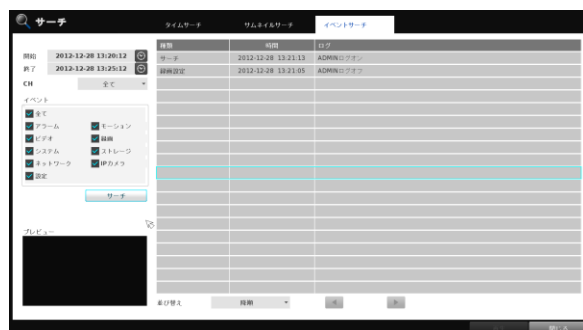 サーチ
タイムサーチ
サムネイルサーチ
イベントサーチ
開始 2012-12-28 13:20:12
終了 2012-12-28 13:25:12
CH 全て
イベント
全て
アラーム モーション
ビデオ 録画
システム ストレージ
ネットワーク IPカメラ
設定
サーチ
プレビュー
種類 時間 ログ
サーチ 2012-12-28 13:21:13 ADMINログオン
録画設定 2012-12-28 13:21:05 ADMINログオフ
並び替え
閉じる